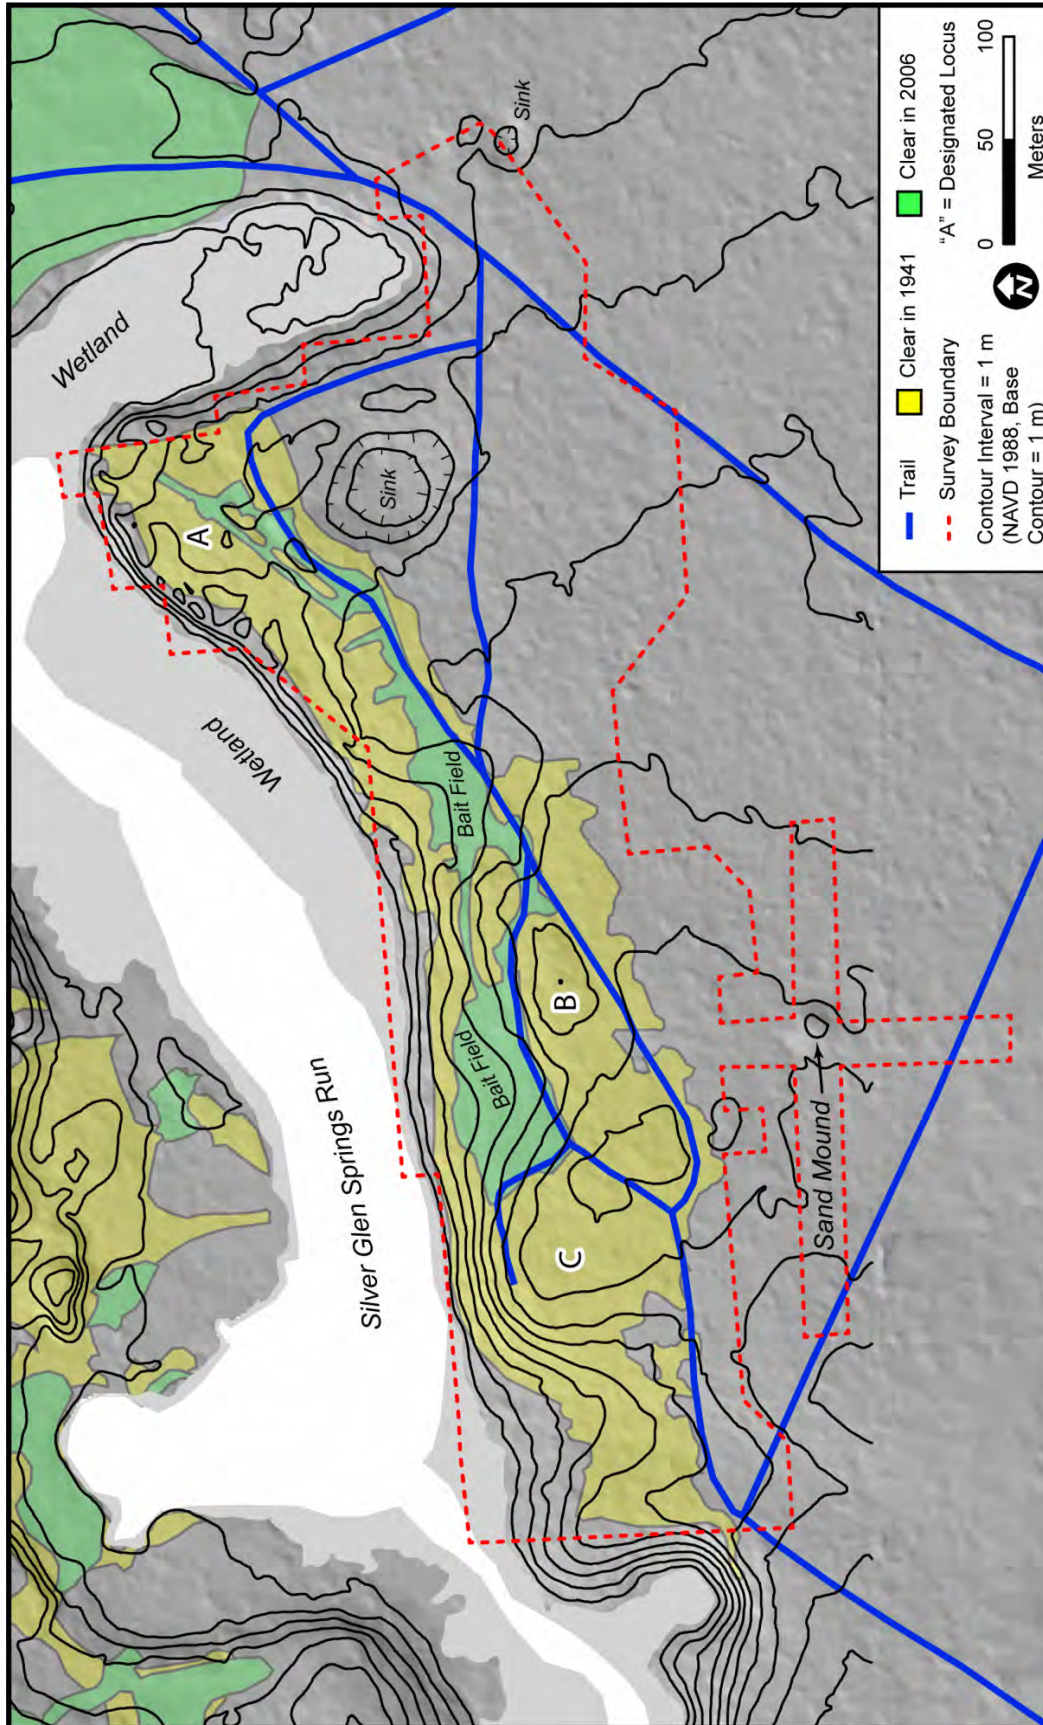 Wetland
Wetland
Silver Glen Springs Run
A
Sink
Sink
Bait Field
Bait Field
B
C
Sand Mound
Trail
Clear in 1941
Clear in 2006
Survey Boundary
"A" = Designated Locus
Contour Interval = 1 m
(NAVD 1988, Base
Contour = 1 m)
N
0 50 100
Meters